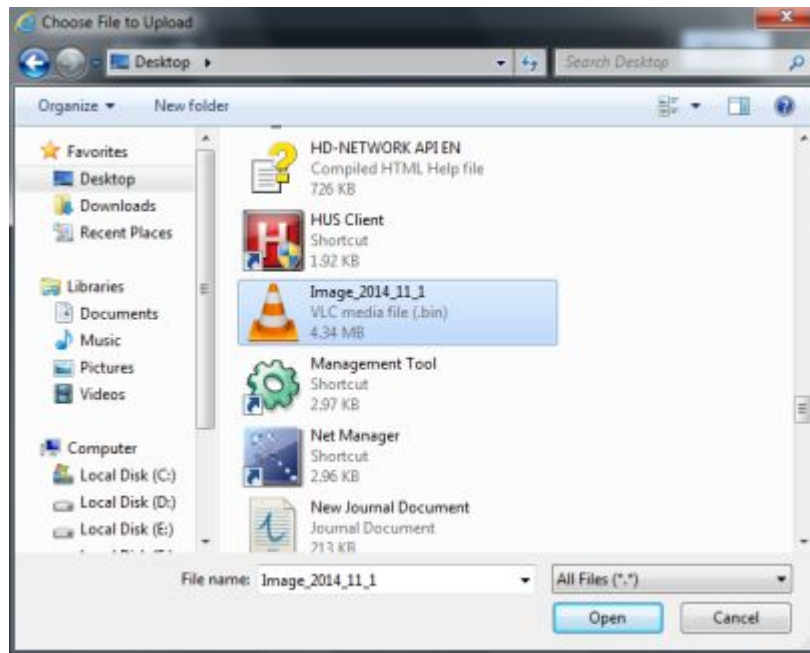 Choose File to Upload
Desktop
Search Desktop
Organize
New folder
Favorites
Desktop
Downloads
Recent Places
Libraries
Documents
Music
Pictures
Videos
Computer
Local Disk (C:)
Local Disk (D:)
Local Disk (E:)
HD-NETWORK API EN
Compiled HTML Help file
726 KB
HUS Client
Shortcut
1.92 KB
Image_2014_11_1
VLC media file (.bin)
4.34 MB
Management Tool
Shortcut
2.97 KB
Net Manager
Shortcut
2.96 KB
New Journal Document
Journal Document
213 KB
File name: Image_2014_11_1
All Files (*.*)
Open
Cancel